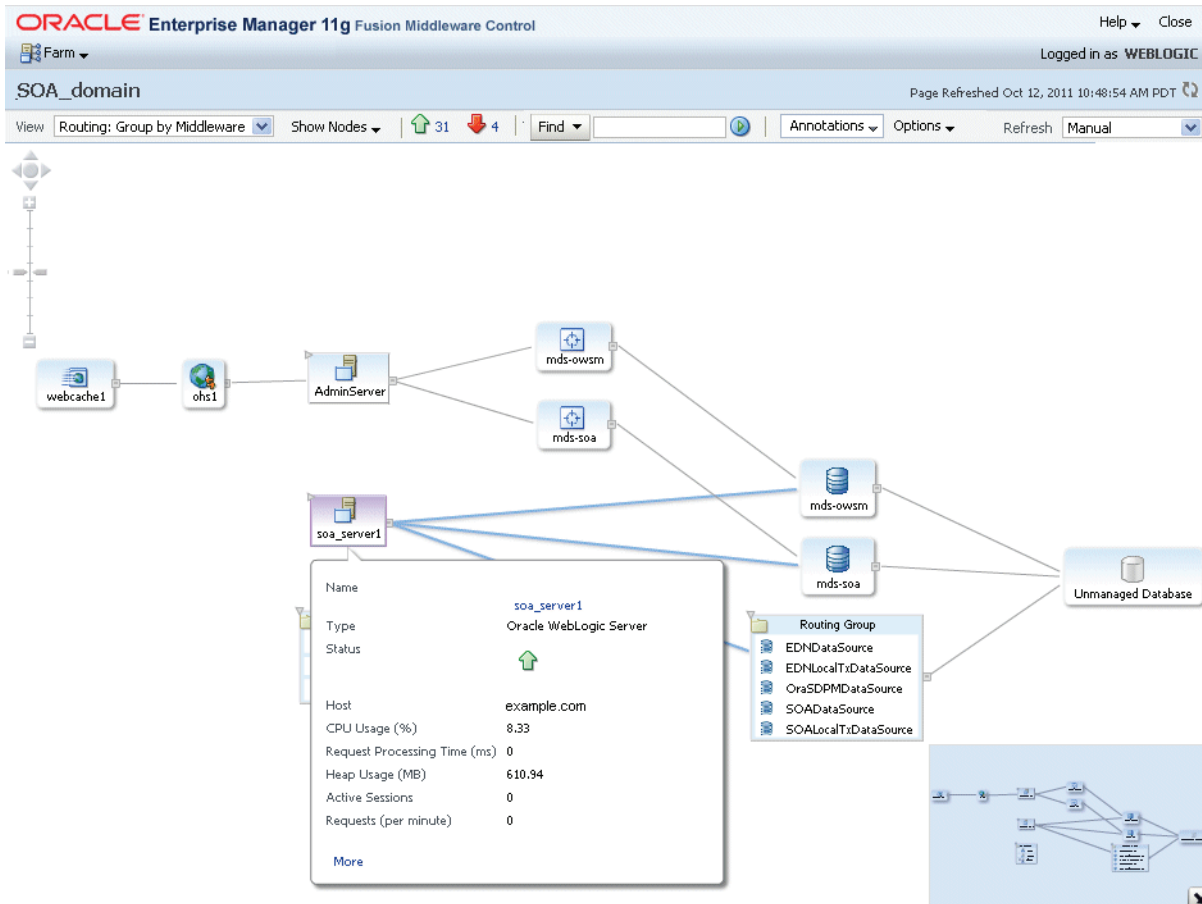 ORACLE Enterprise Manager 11g Fusion Middleware Control
Help Close
Farm
Logged in as WEBLOGIC
SOA_domain
Page Refreshed Oct 12, 2011 10:48:54 AM PDT
View Routing: Group by Middleware Show Nodes 31 4 Find Annotations Options Refresh Manual
mds-owsm
webcache1
ohs1
AdminServer
mds-soa
mds-owsm
soa_server1
mds-soa
Unmanaged Database
Name
soa_server1
Type Oracle WebLogic Server
Status
Host example.com
CPU Usage (%) 8.33
Request Processing Time (ms) 0
Heap Usage (MB) 610.94
Active Sessions 0
Requests (per minute) 0
More
Routing Group
EDNDataSource
EDNLocalTxDataSource
OraSDPMDataSource
SOADataSource
SOALocalTxDataSource